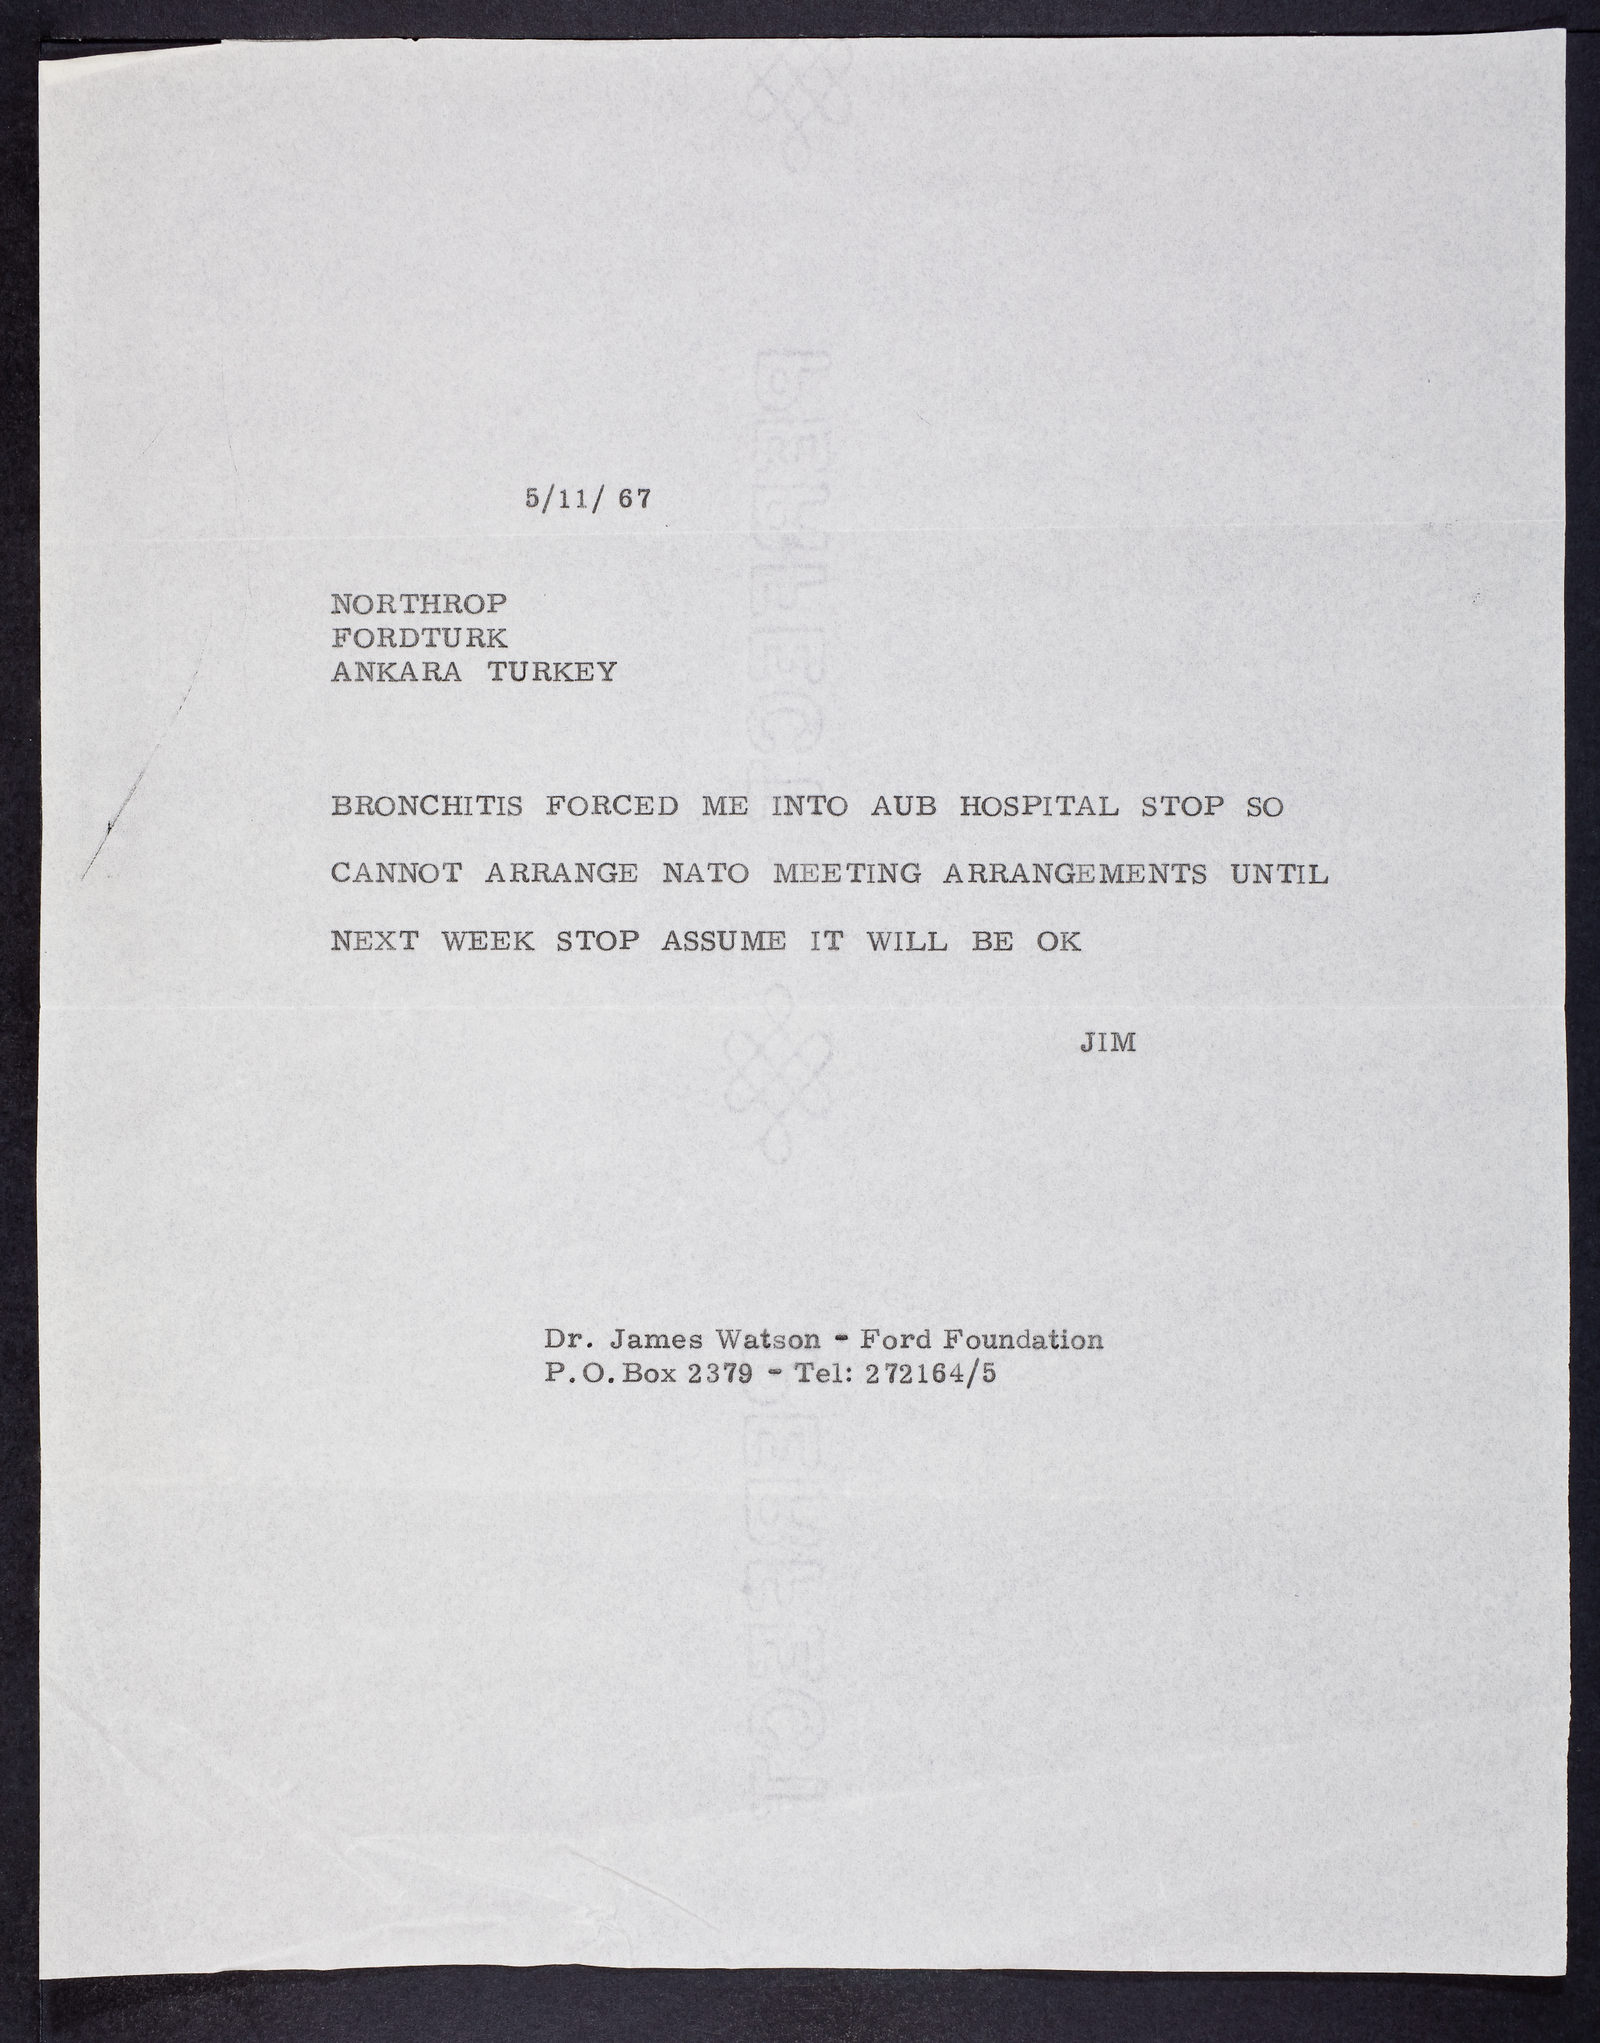 5/11/ 67
NORTHROP
FORDTURK
ANKARA TURKEY
BRONCHITIS FORCED ME INTO AUB HOSPITAL STOP SO
CANNOT ARRANGE NATO MEETING ARRANGEMENTS UNTIL
NEXT WEEK STOP ASSUME IT WILL BE OK
JIM
Dr. James Watson - Ford Foundation
P.O. Box 2379 - Tel: 272164/5